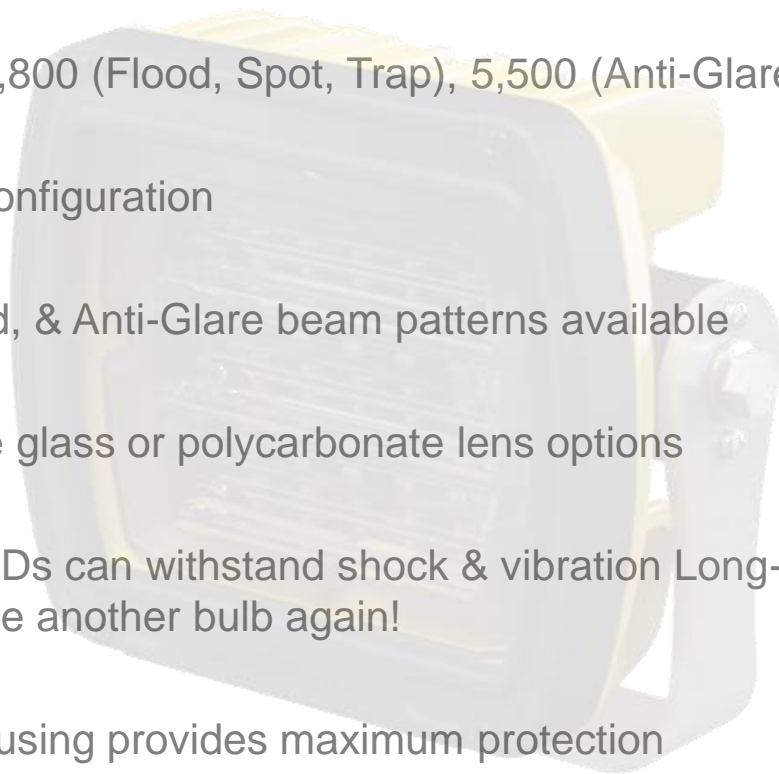 ,800 (Flood, Spot, Trap), 5,500 (Anti-Glare
onfiguration
d, & Anti-Glare beam patterns available
e glass or polycarbonate lens options
Ds can withstand shock & vibration Long-
e another bulb again!
using provides maximum protection